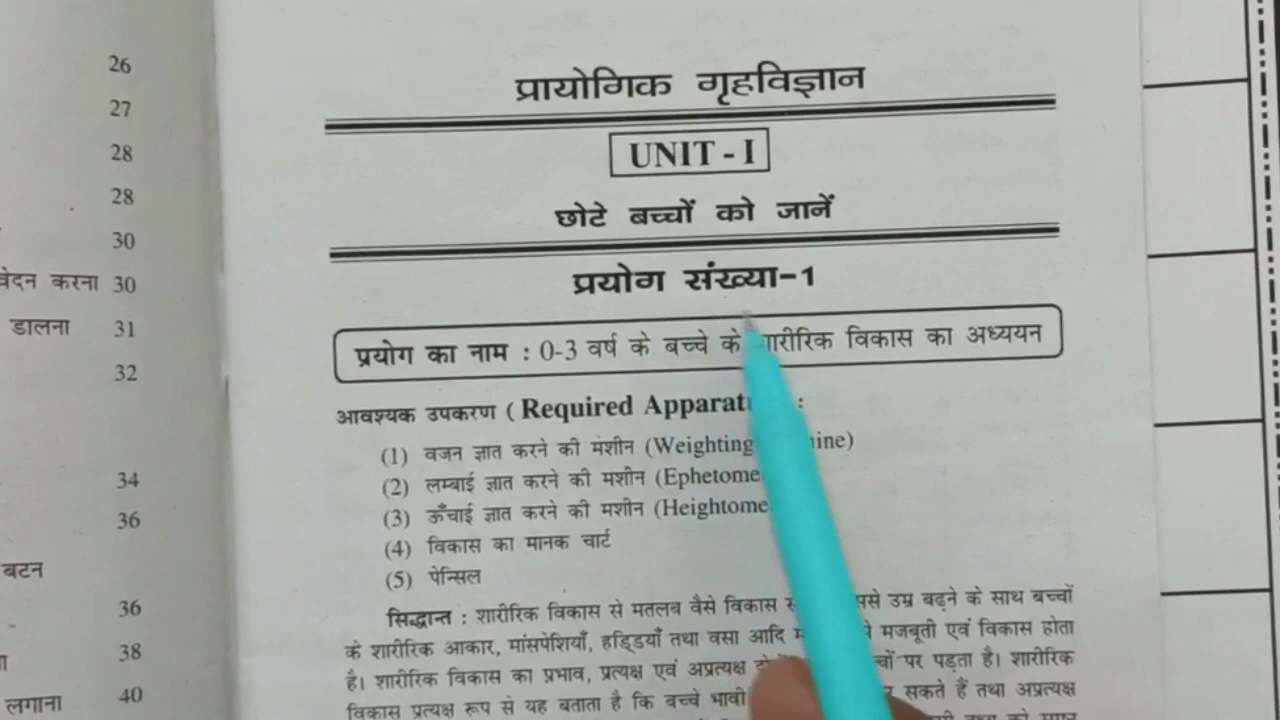 26
27
28
28
30
वेदन करना 30
डालना 31
32
34
36
बटन
36
38
लगाना 40
प्रायोगिक गृहविज्ञान
UNIT - I
छोटे बच्चों को जानें
प्रयोग संख्या-1
प्रयोग का नाम : 0-3 वर्ष के बच्चे के शारीरिक विकास का अध्ययन
आवश्यक उपकरण ( Required Apparat :
(1) वजन ज्ञात करने की मशीन (Weighting ine)
(2) लम्बाई ज्ञात करने की मशीन (Ephetome
(3) ऊँचाई ज्ञात करने की मशीन (Heightome
(4) विकास का मानक चार्ट
(5) पेन्सिल
सिद्धान्त : शारीरिक विकास से मतलब वैसे विकास उम्र बढ़ने के साथ बच्चों
के शारीरिक आकार, मांसपेशियाँ, हड्डियाँ तथा वसा आदि मजबूती एवं विकास होता
है। शारीरिक विकास का प्रभाव, प्रत्यक्ष एवं अप्रत्यक्ष पर पड़ता है। शारीरिक
विकास प्रत्यक्ष रूप से यह बताता है कि बच्चे भावी सकते हैं तथा अप्रत्यक्ष